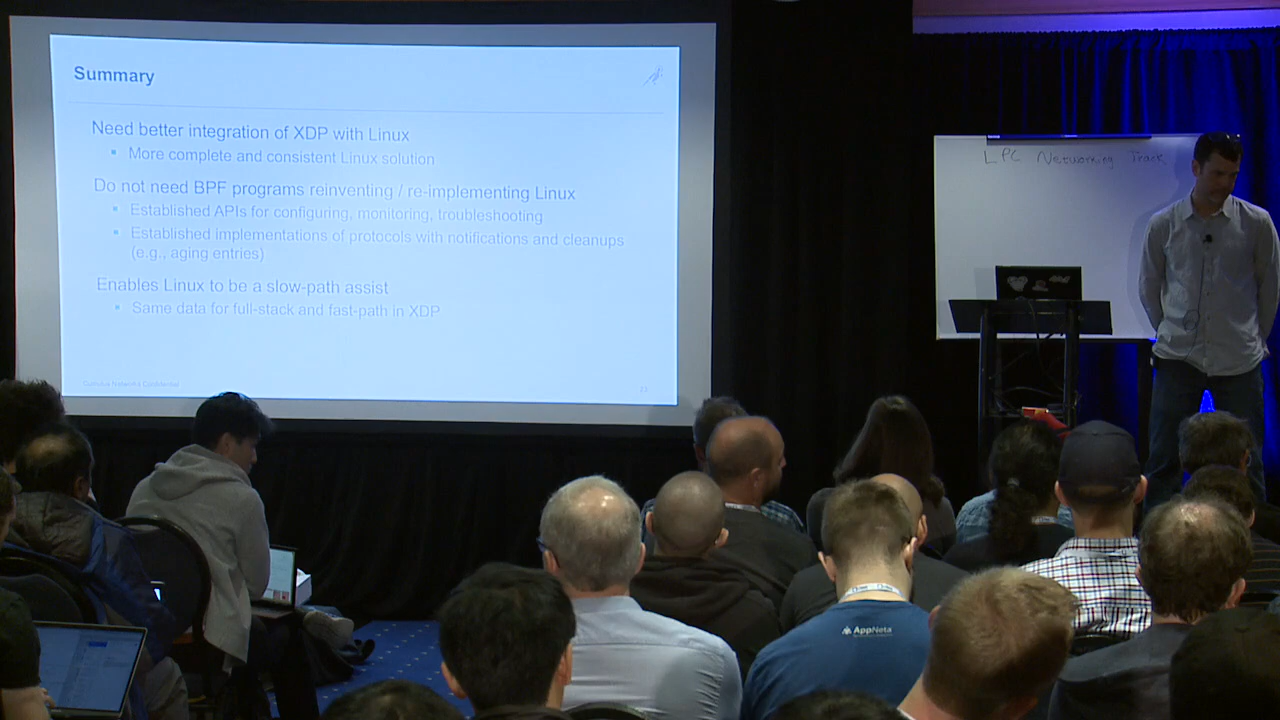 Summary
Need better integration of XDP with Linux
More complete and consistent Linux solution
Do not need BPF programs reinventing / re-implementing Linux
Established APIs for configuring, monitoring, troubleshooting
Established implementations of protocols with notifications and cleanups
(e.g., aging entries)
Enables Linux to be a slow-path assist
Same data for full-stack and fast-path in XDP
Cumulus Networks Confidential
LPC Networking Track
AppNeta